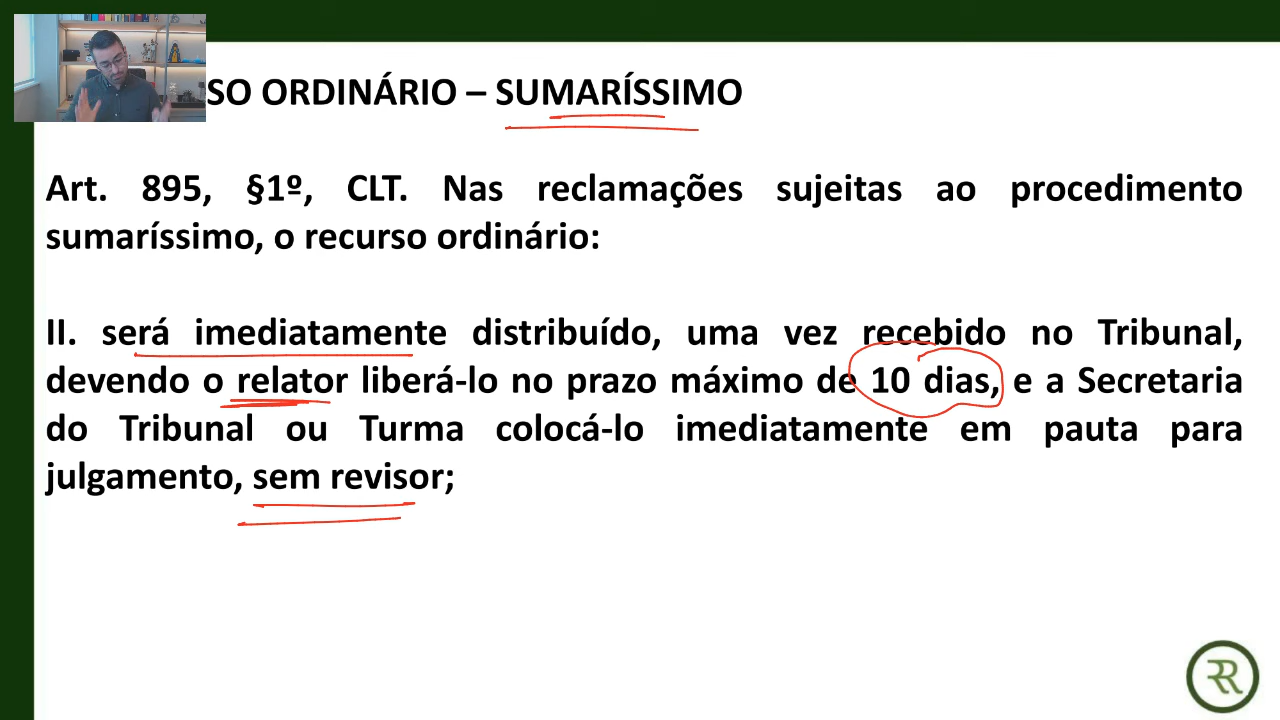 SO ORDINÁRIO – SUMARÍSSIMO
Art. 895, §1º, CLT. Nas reclamações sujeitas ao procedimento
sumaríssimo, o recurso ordinário:
II. será imediatamente distribuído, uma vez recebido no Tribunal,
devendo o relator liberá-lo no prazo máximo de 10 dias, e a Secretaria
do Tribunal ou Turma colocá-lo imediatamente em pauta para
julgamento, sem revisor;